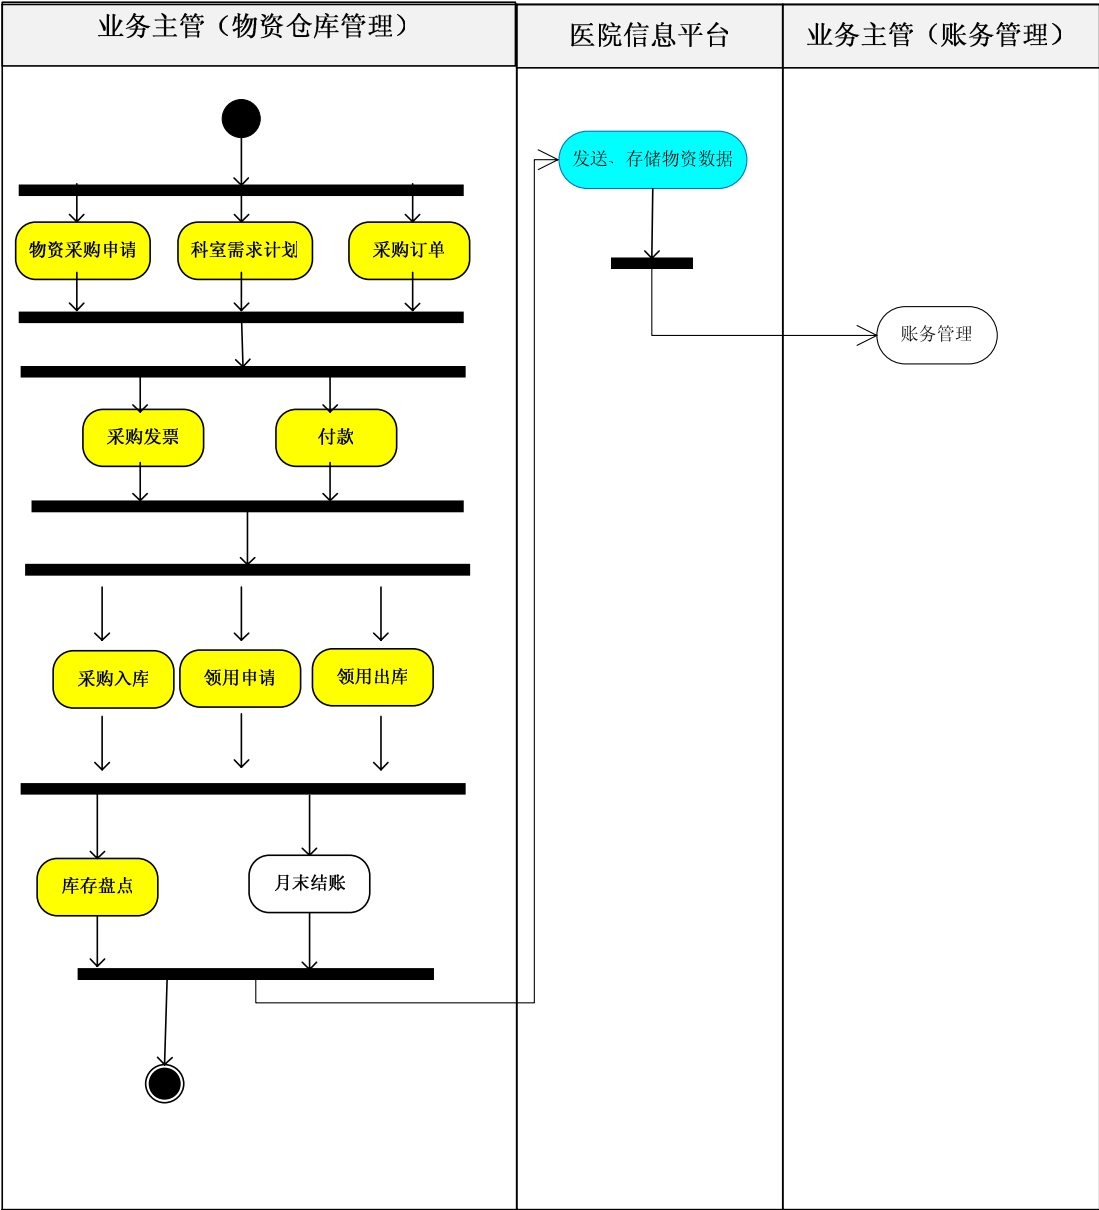 业务主管（物资仓库管理）
医院信息平台
业务主管（账务管理）
发送、存储物资数据
物资采购申请
科室需求计划
采购订单
账务管理
采购发票
付款
采购入库
领用申请
领用出库
库存盘点
月末结账